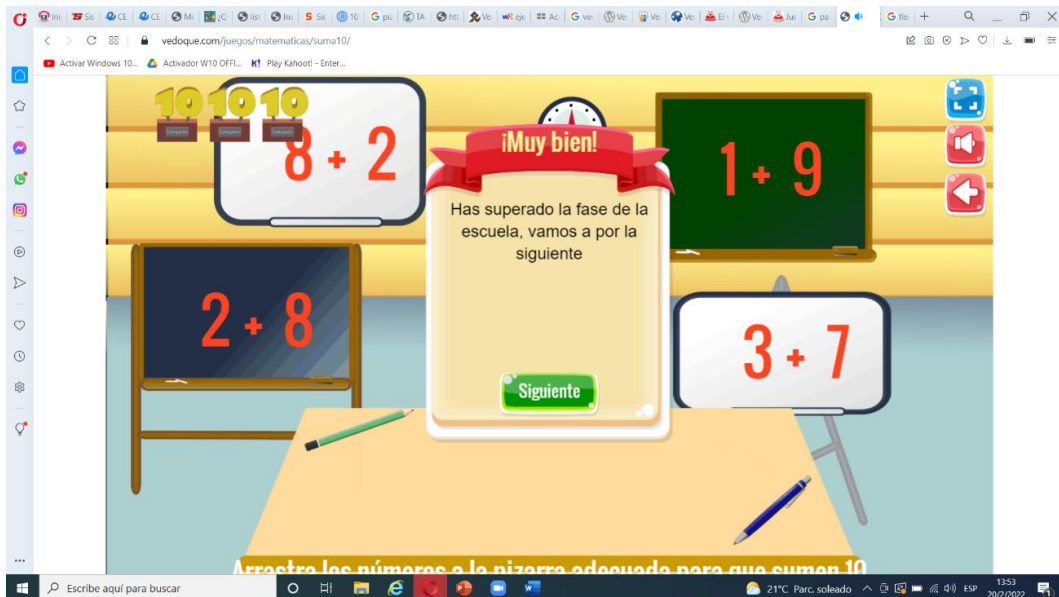 vedoque.com/juegos/matematicas/suma10/
Activar Windows 10...
Activador W10 OFFI...
K! Play Kahoot! - Enter...
10 10 10
8 + 2
¡Muy bien!
Has superado la fase de la
escuela, vamos a por la
siguiente
Siguiente
1 + 9
2 + 8
3 + 7
Arrastra los números a la pizarra adecuada para que sumen 10
Escribe aquí para buscar
21°C Parc. soleado
ESP
13:53
20/2/2022